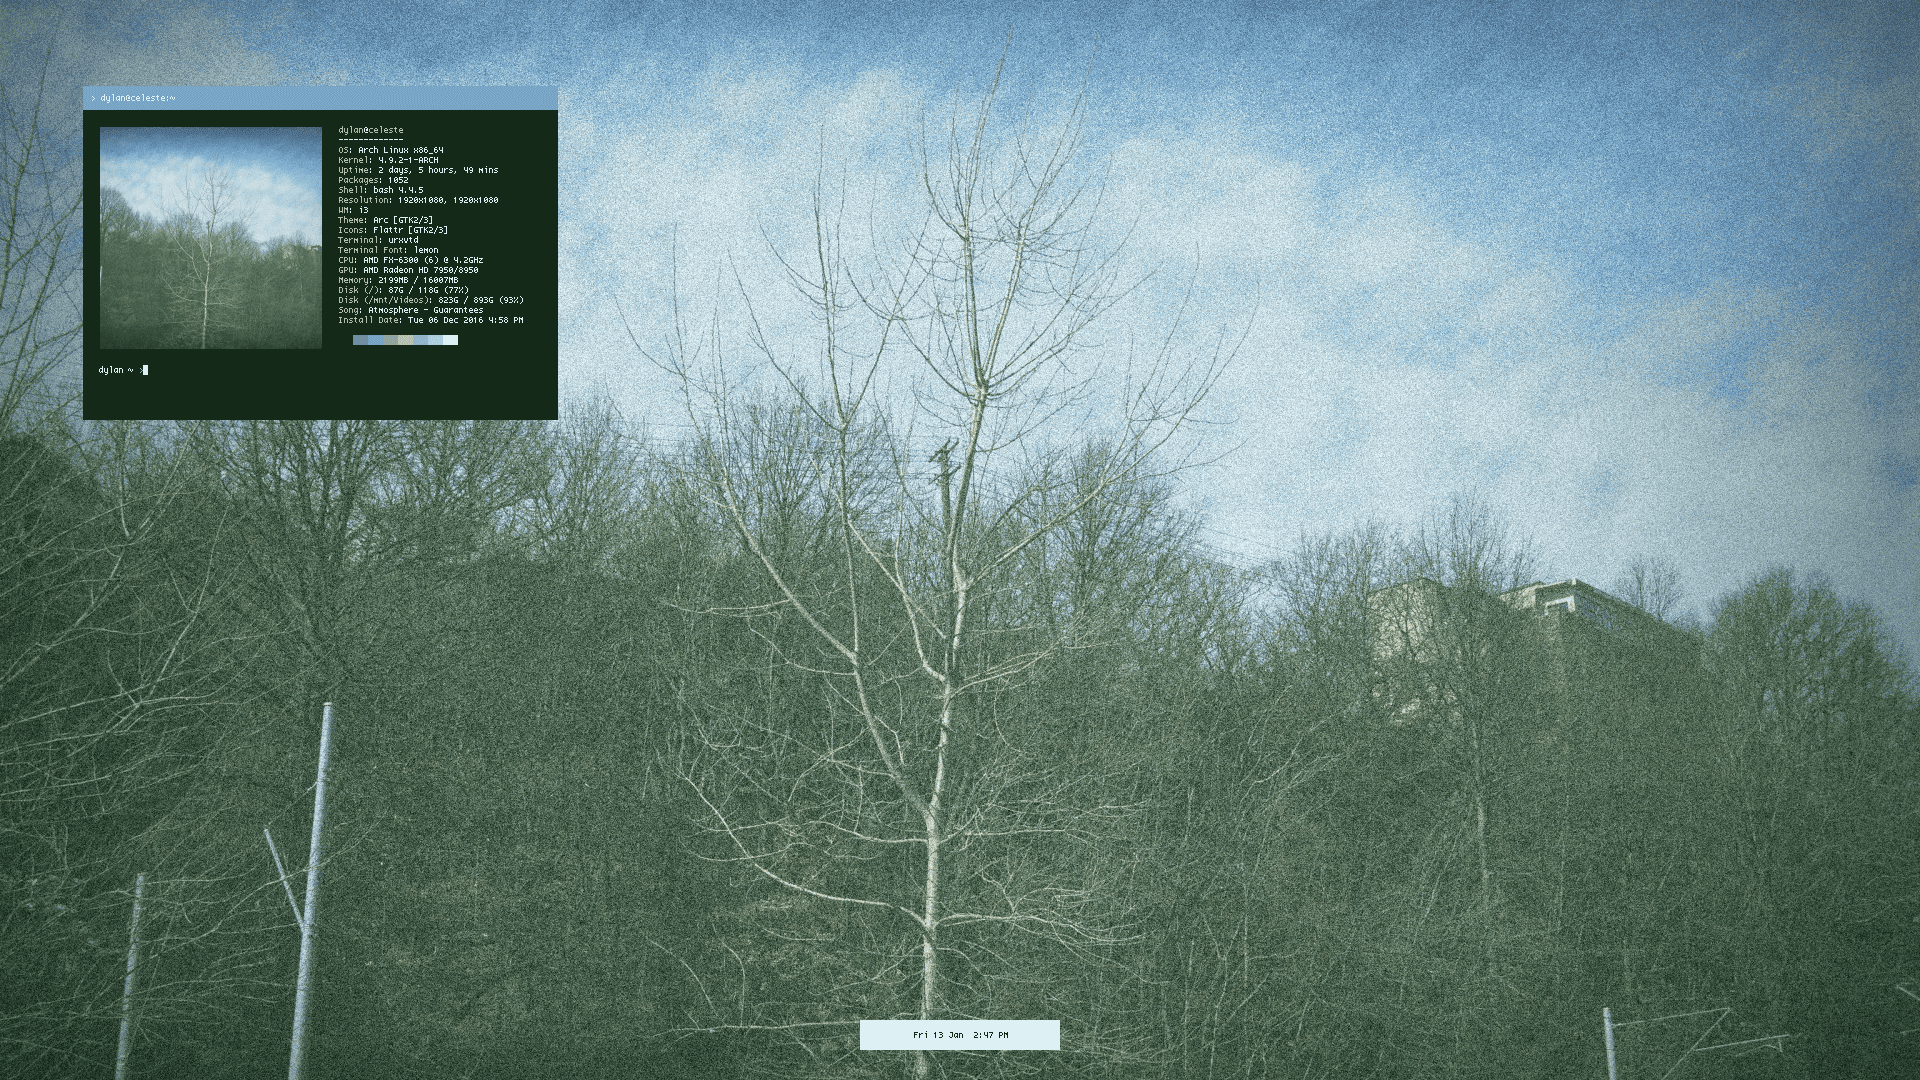 > dylan@celeste:~
dylan@celeste
-------------
OS: Arch Linux x86_64
Kernel: 4.9.2-1-ARCH
Uptime: 2 days, 5 hours, 49 mins
Packages: 1052
Shell: bash 4.4.5
Resolution: 1920x1080, 1920x1080
WM: i3
Theme: Arc [GTK2/3]
Icons: Flattr [GTK2/3]
Terminal: urxvtd
Terminal Font: lemon
CPU: AMD FX-6300 (6) @ 4.2GHz
GPU: AMD Radeon HD 7950/8950
Memory: 2199MB / 16007MB
Disk (/): 87G / 118G (77%)
Disk (/mnt/Videos): 823G / 893G (93%)
Song: Atmosphere - Guarantees
Install Date: Tue 06 Dec 2016 4:58 PM
dylan ~ >
Fri 13 Jan  2:47 PM